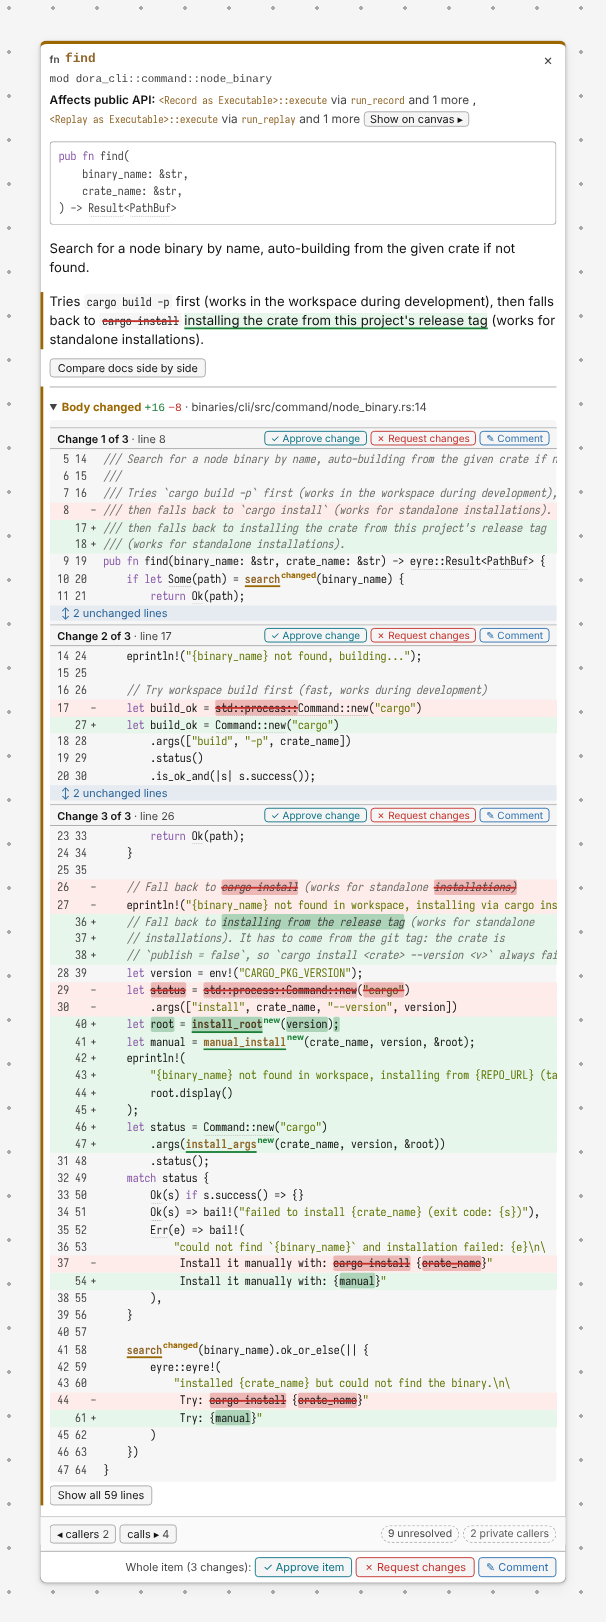 fn find
×
mod dora_cli::command::node_binary
Affects public API: <Record as Executable>::execute via run_record and 1 more ,
<Replay as Executable>::execute via run_replay and 1 more Show on canvas ▸
pub fn find(
    binary_name: &str,
    crate_name: &str,
) -> Result<PathBuf>
Search for a node binary by name, auto-building from the given crate if not
found.
Tries cargo build -p first (works in the workspace during development), then falls
back to cargo install installing the crate from this project's release tag (works for
standalone installations).
Compare docs side by side
▼ Body changed +16 −8 · binaries/cli/src/command/node_binary.rs:14
Change 1 of 3 · line 8 ✓ Approve change × Request changes ✎ Comment
5 14 /// Search for a node binary by name, auto-building from the given crate if n
6 15 ///
7 16 /// Tries `cargo build -p` first (works in the workspace during development),
8 − /// then falls back to `cargo install` (works for standalone installations).
17 + /// then falls back to installing the crate from this project's release tag
18 + /// (works for standalone installations).
9 19 pub fn find(binary_name: &str, crate_name: &str) -> eyre::Result<PathBuf> {
10 20     if let Some(path) = search changed(binary_name) {
11 21         return Ok(path);
↕ 2 unchanged lines
Change 2 of 3 · line 17 ✓ Approve change × Request changes ✎ Comment
14 24     eprintln!("{binary_name} not found, building...");
15 25
16 26     // Try workspace build first (fast, works during development)
17 −     let build_ok = std::process::Command::new("cargo")
27 +     let build_ok = Command::new("cargo")
18 28         .args(["build", "-p", crate_name])
19 29         .status()
20 30         .is_ok_and(|s| s.success());
↕ 2 unchanged lines
Change 3 of 3 · line 26 ✓ Approve change × Request changes ✎ Comment
23 33         return Ok(path);
24 34     }
25 35
26 −     // Fall back to cargo install (works for standalone installations)
27 −     eprintln!("{binary_name} not found in workspace, installing via cargo ins
36 +     // Fall back to installing from the release tag (works for standalone
37 +     // installations). It has to come from the git tag: the crate is
38 +     // `publish = false`, so `cargo install <crate> --version <v>` always fai
28 39     let version = env!("CARGO_PKG_VERSION");
29 −     let status = std::process::Command::new("cargo")
30 −         .args(["install", crate_name, "--version", version])
40 +     let root = install_root new(version);
41 +     let manual = manual_install new(crate_name, version, &root);
42 +     eprintln!(
43 +         "{binary_name} not found in workspace, installing from {REPO_URL} (ta
44 +         root.display()
45 +     );
46 +     let status = Command::new("cargo")
47 +         .args(install_args new(crate_name, version, &root))
31 48         .status();
32 49     match status {
33 50         Ok(s) if s.success() => {}
34 51         Ok(s) => bail!("failed to install {crate_name} (exit code: {s})"),
35 52         Err(e) => bail!(
36 53             "could not find `{binary_name}` and installation failed: {e}\n\
37 −              Install it manually with: cargo install {crate_name}"
54 +              Install it manually with: {manual}"
38 55         ),
39 56     }
40 57
41 58     search changed(binary_name).ok_or_else(|| {
42 59         eyre::eyre!(
43 60             "installed {crate_name} but could not find the binary.\n\
44 −              Try: cargo install {crate_name}"
61 +              Try: {manual}"
45 62         )
46 63     })
47 64 }
Show all 59 lines
◂ callers 2 calls ▸ 4 9 unresolved 2 private callers
Whole item (3 changes): ✓ Approve item × Request changes ✎ Comment